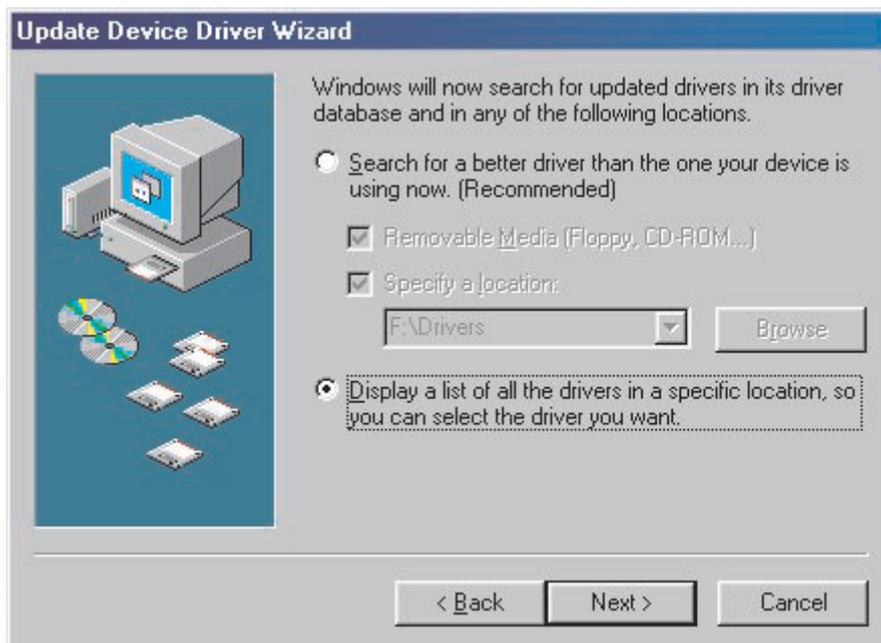 Update Device Driver Wizard
Windows will now search for updated drivers in its driver
database and in any of the following locations.
Search for a better driver than the one your device is
using now. (Recommended)
Removable Media (Floppy, CD-ROM...)
Specify a location:
F:\Drivers
Browse
Display a list of all the drivers in a specific location, so
you can select the driver you want.
< Back
Next >
Cancel